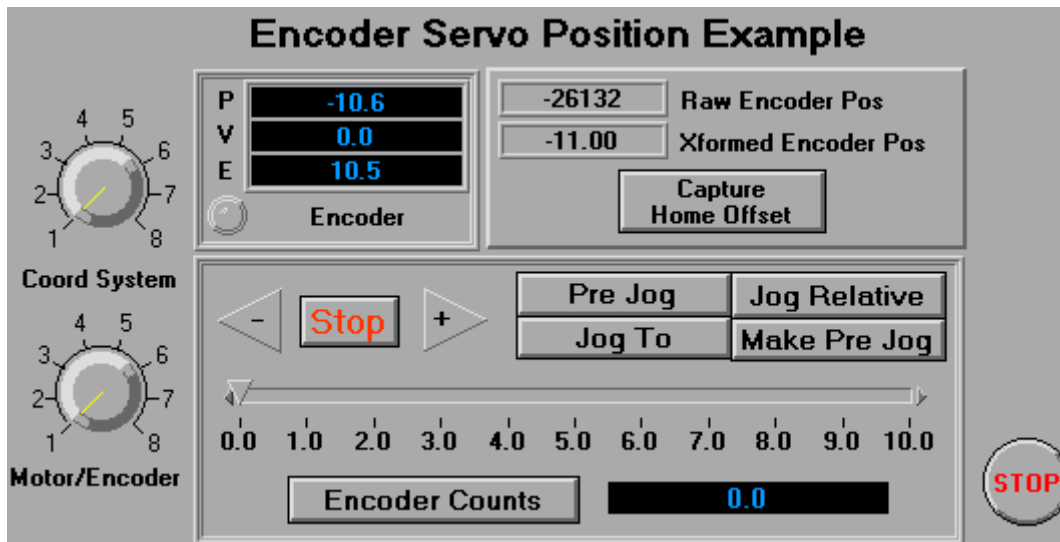 Encoder Servo Position Example
1 2 3 4 5 6 7 8
Coord System
P -10.6
V 0.0
E 10.5
Encoder
-26132 Raw Encoder Pos
-11.00 Xformed Encoder Pos
Capture
Home Offset
1 2 3 4 5 6 7 8
Motor/Encoder
- Stop +
Pre Jog Jog Relative
Jog To Make Pre Jog
0.0 1.0 2.0 3.0 4.0 5.0 6.0 7.0 8.0 9.0 10.0
Encoder Counts 0.0
STOP